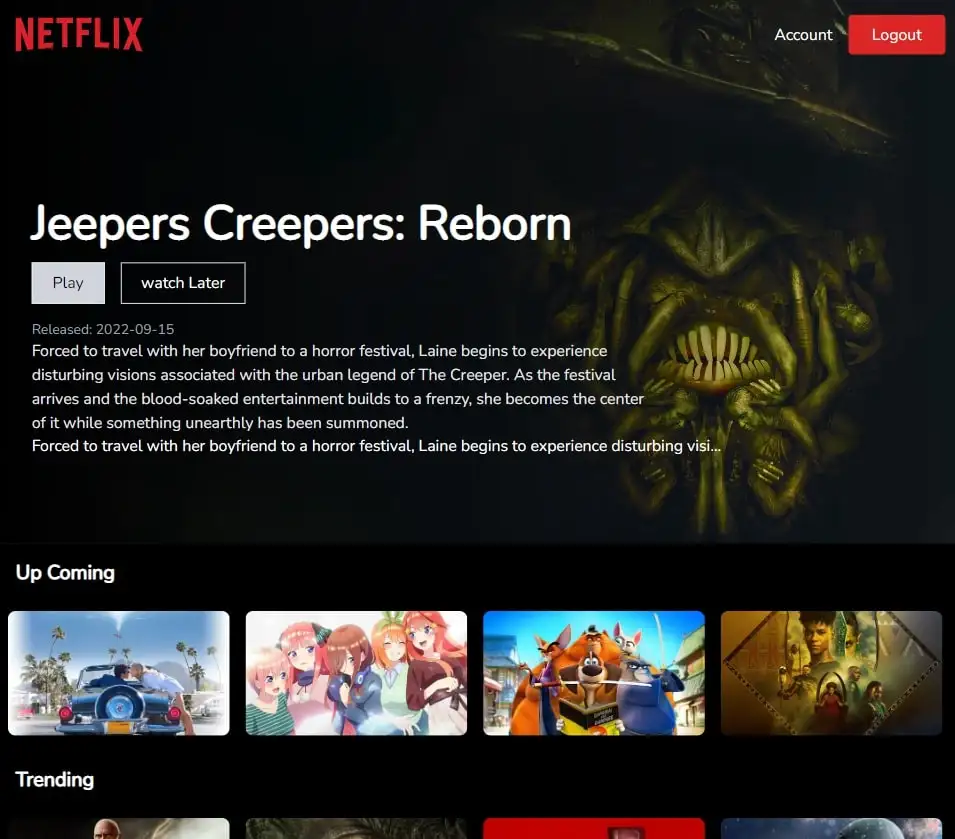 NETFLIX
Account
Logout
Jeepers Creepers: Reborn
Play
watch Later
Released: 2022-09-15
Forced to travel with her boyfriend to a horror festival, Laine begins to experience
disturbing visions associated with the urban legend of The Creeper. As the festival
arrives and the blood-soaked entertainment builds to a frenzy, she becomes the center
of it while something unearthly has been summoned.
Forced to travel with her boyfriend to a horror festival, Laine begins to experience disturbing visi...
Up Coming
Trending